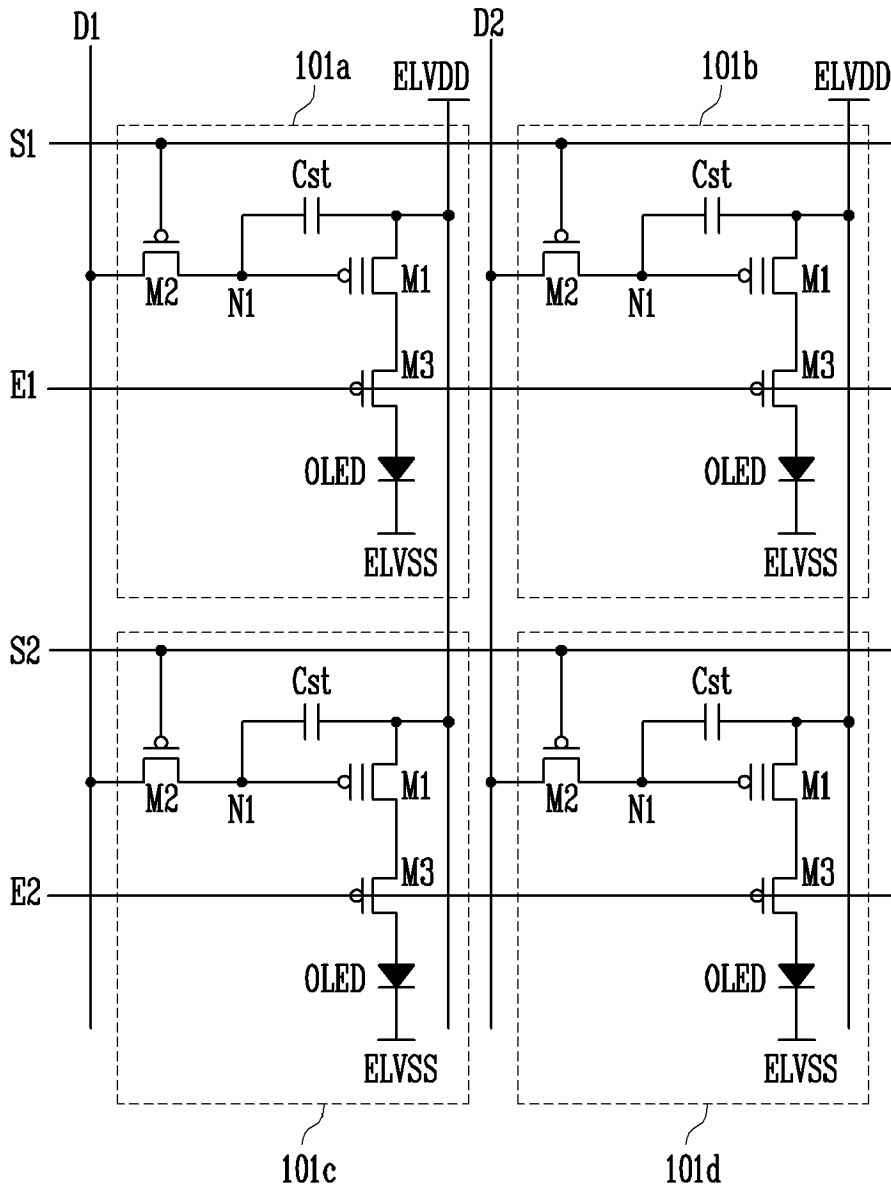 D1 D2
101a ELVDD 101b ELVDD
S1
Cst Cst
M2 N1 M1 M2 N1 M1
E1 M3 M3
OLED OLED
ELVSS ELVSS
S2
Cst Cst
M2 N1 M1 M2 N1 M1
E2 M3 M3
OLED OLED
ELVSS ELVSS
101c 101d